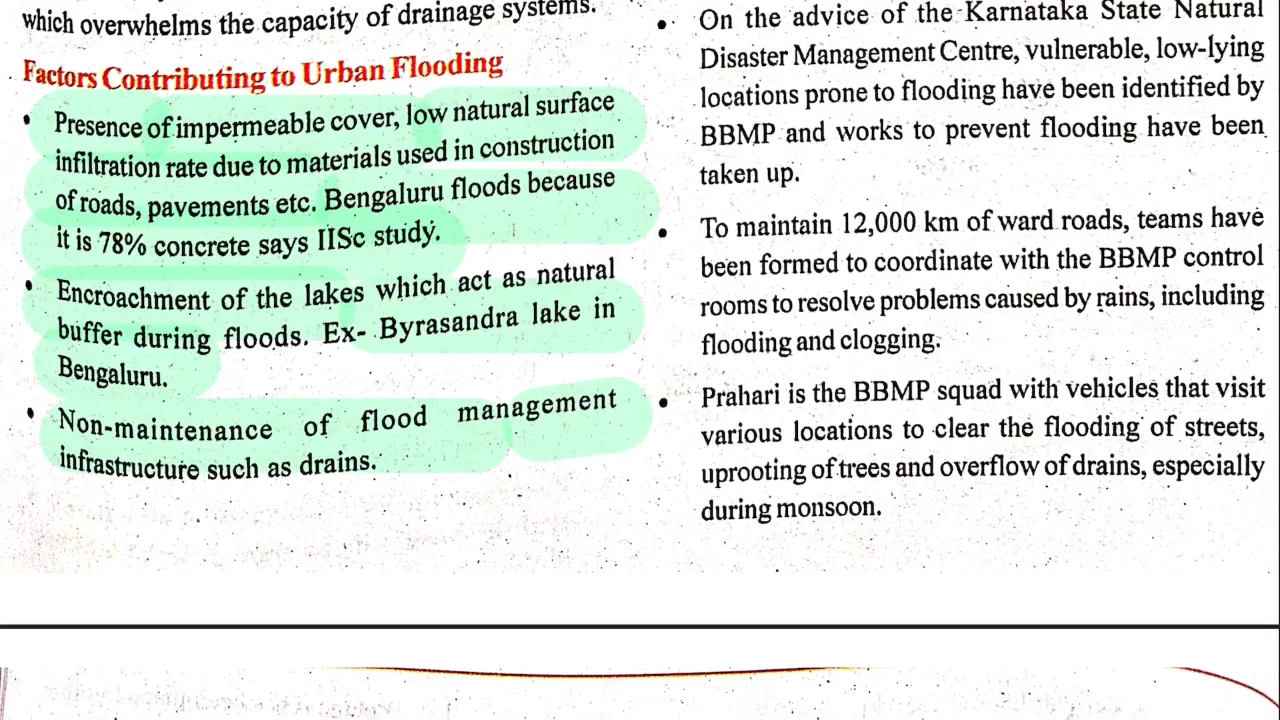 which overwhelms the capacity of drainage systems.
Factors Contributing to Urban Flooding
• Presence of impermeable cover, low natural surface
infiltration rate due to materials used in construction
of roads, pavements etc. Bengaluru floods because
it is 78% concrete says IISc study.
• Encroachment of the lakes which act as natural
buffer during floods. Ex- Byrasandra lake in
Bengaluru.
• Non-maintenance of flood management
infrastructure such as drains.
• On the advice of the Karnataka State Natural
Disaster Management Centre, vulnerable, low-lying
locations prone to flooding have been identified by
BBMP and works to prevent flooding have been
taken up.
• To maintain 12,000 km of ward roads, teams have
been formed to coordinate with the BBMP control
rooms to resolve problems caused by rains, including
flooding and clogging.
• Prahari is the BBMP squad with vehicles that visit
various locations to clear the flooding of streets,
uprooting of trees and overflow of drains, especially
during monsoon.